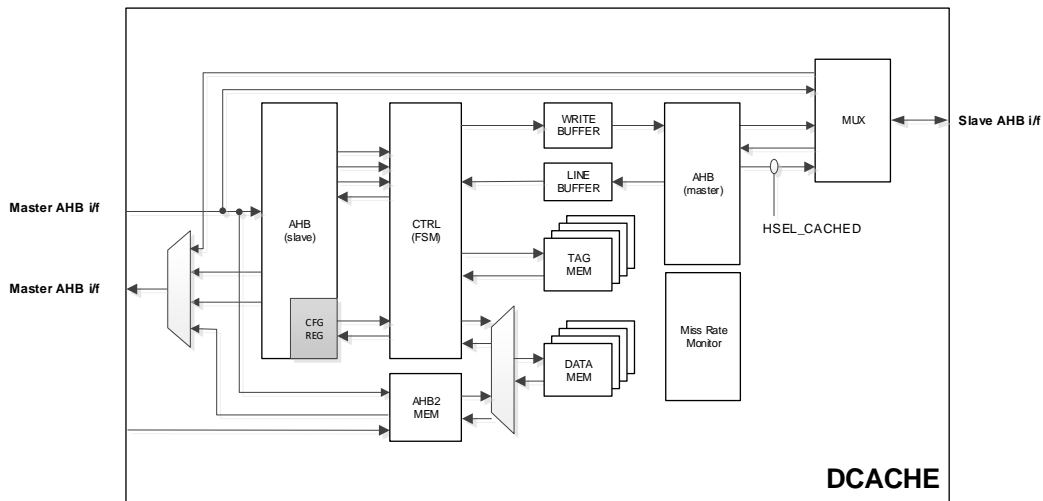 WRITE
BUFFER
MUX
Slave AHB i/f
LINE
BUFFER
AHB
(master)
Master AHB i/f
AHB
(slave)
CTRL
(FSM)
HSEL_CACHED
TAG
MEM
Master AHB i/f
CFG
REG
Miss Rate
Monitor
DATA
MEM
AHB2
MEM
DCACHE